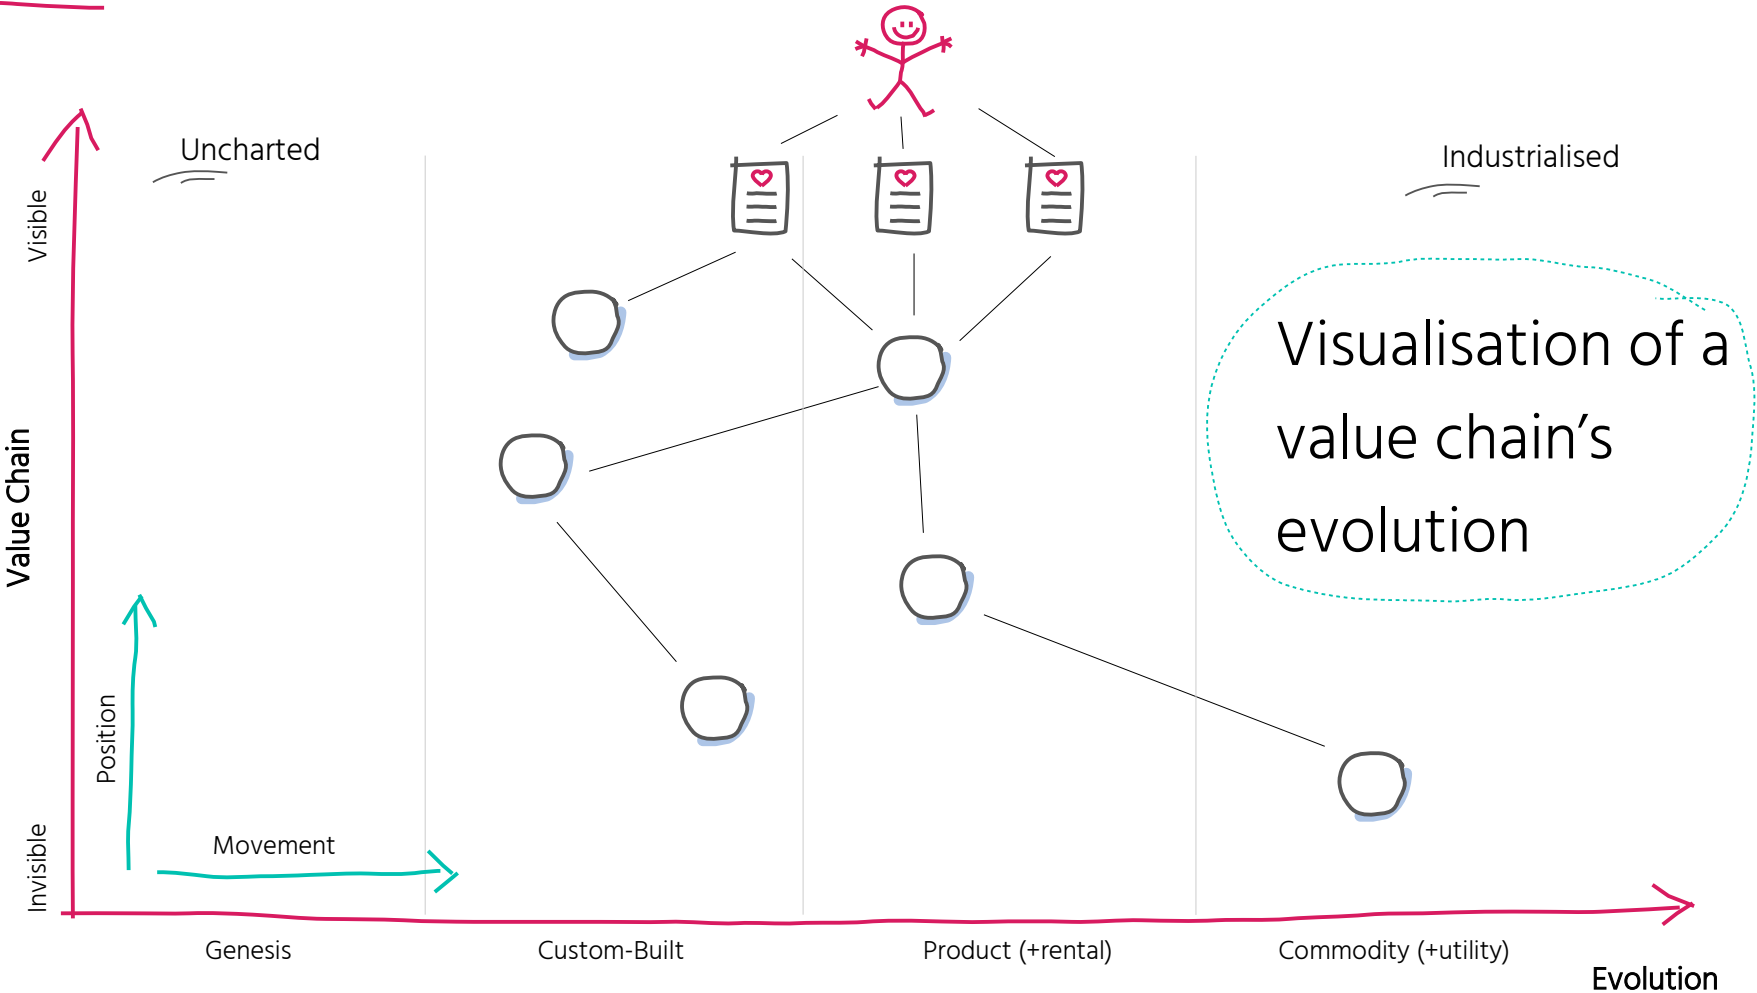 Uncharted
Industrialised
Visible
Visualisation of a
value chain’s
evolution
Value Chain
Position
Movement
Invisible
Genesis
Custom-Built
Product (+rental)
Commodity (+utility)
Evolution